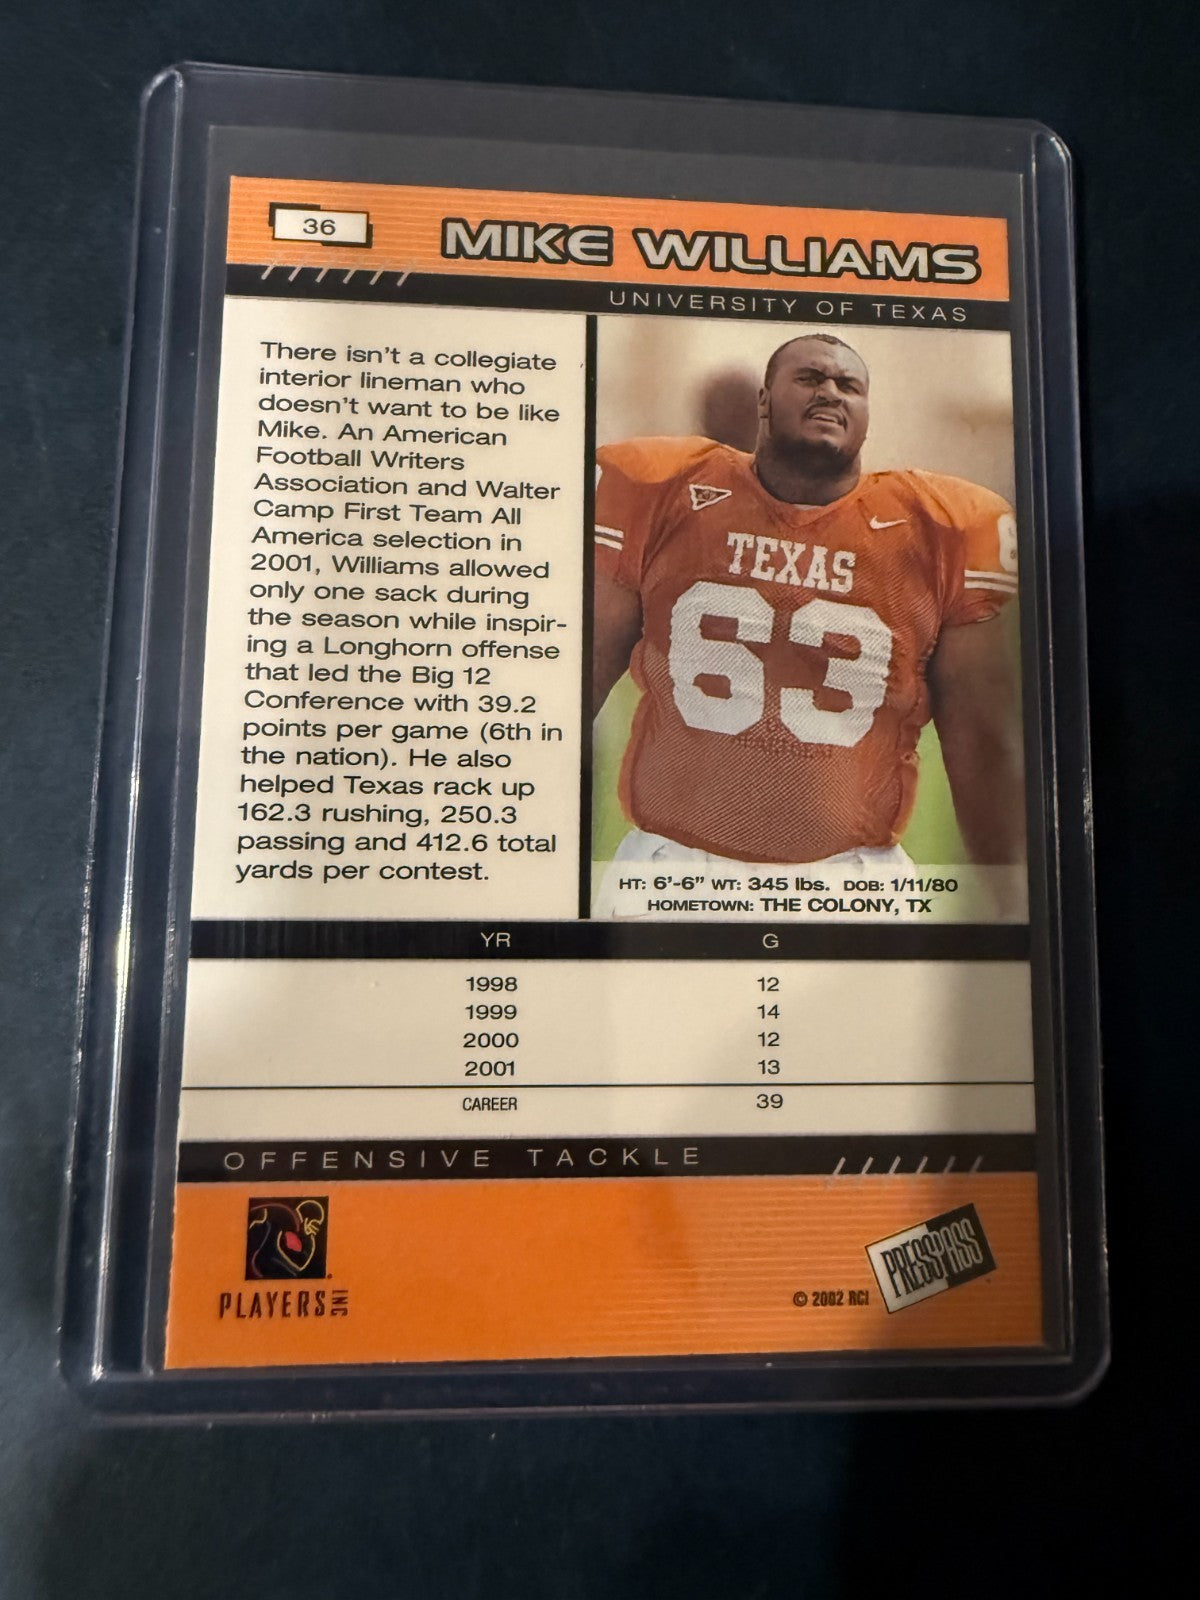 36
MIKE WILLIAMS
UNIVERSITY OF TEXAS
There isn't a collegiate
interior lineman who
doesn't want to be like
Mike. An American
Football Writers
Association and Walter
Camp First Team All
America selection in
2001, Williams allowed
only one sack during
the season while inspir-
ing a Longhorn offense
that led the Big 12
Conference with 39.2
points per game (6th in
the nation). He also
helped Texas rack up
162.3 rushing, 250.3
passing and 412.6 total
yards per contest.
TEXAS
63
6
HT: 6'-6" WT: 345 lbs. DOB: 1/11/80
HOMETOWN: THE COLONY, TX
YR G
1998 12
1999 14
2000 12
2001 13
CAREER 39
OFFENSIVE TACKLE
PLAYERS INC
© 2002 RCI
PRESS PASS